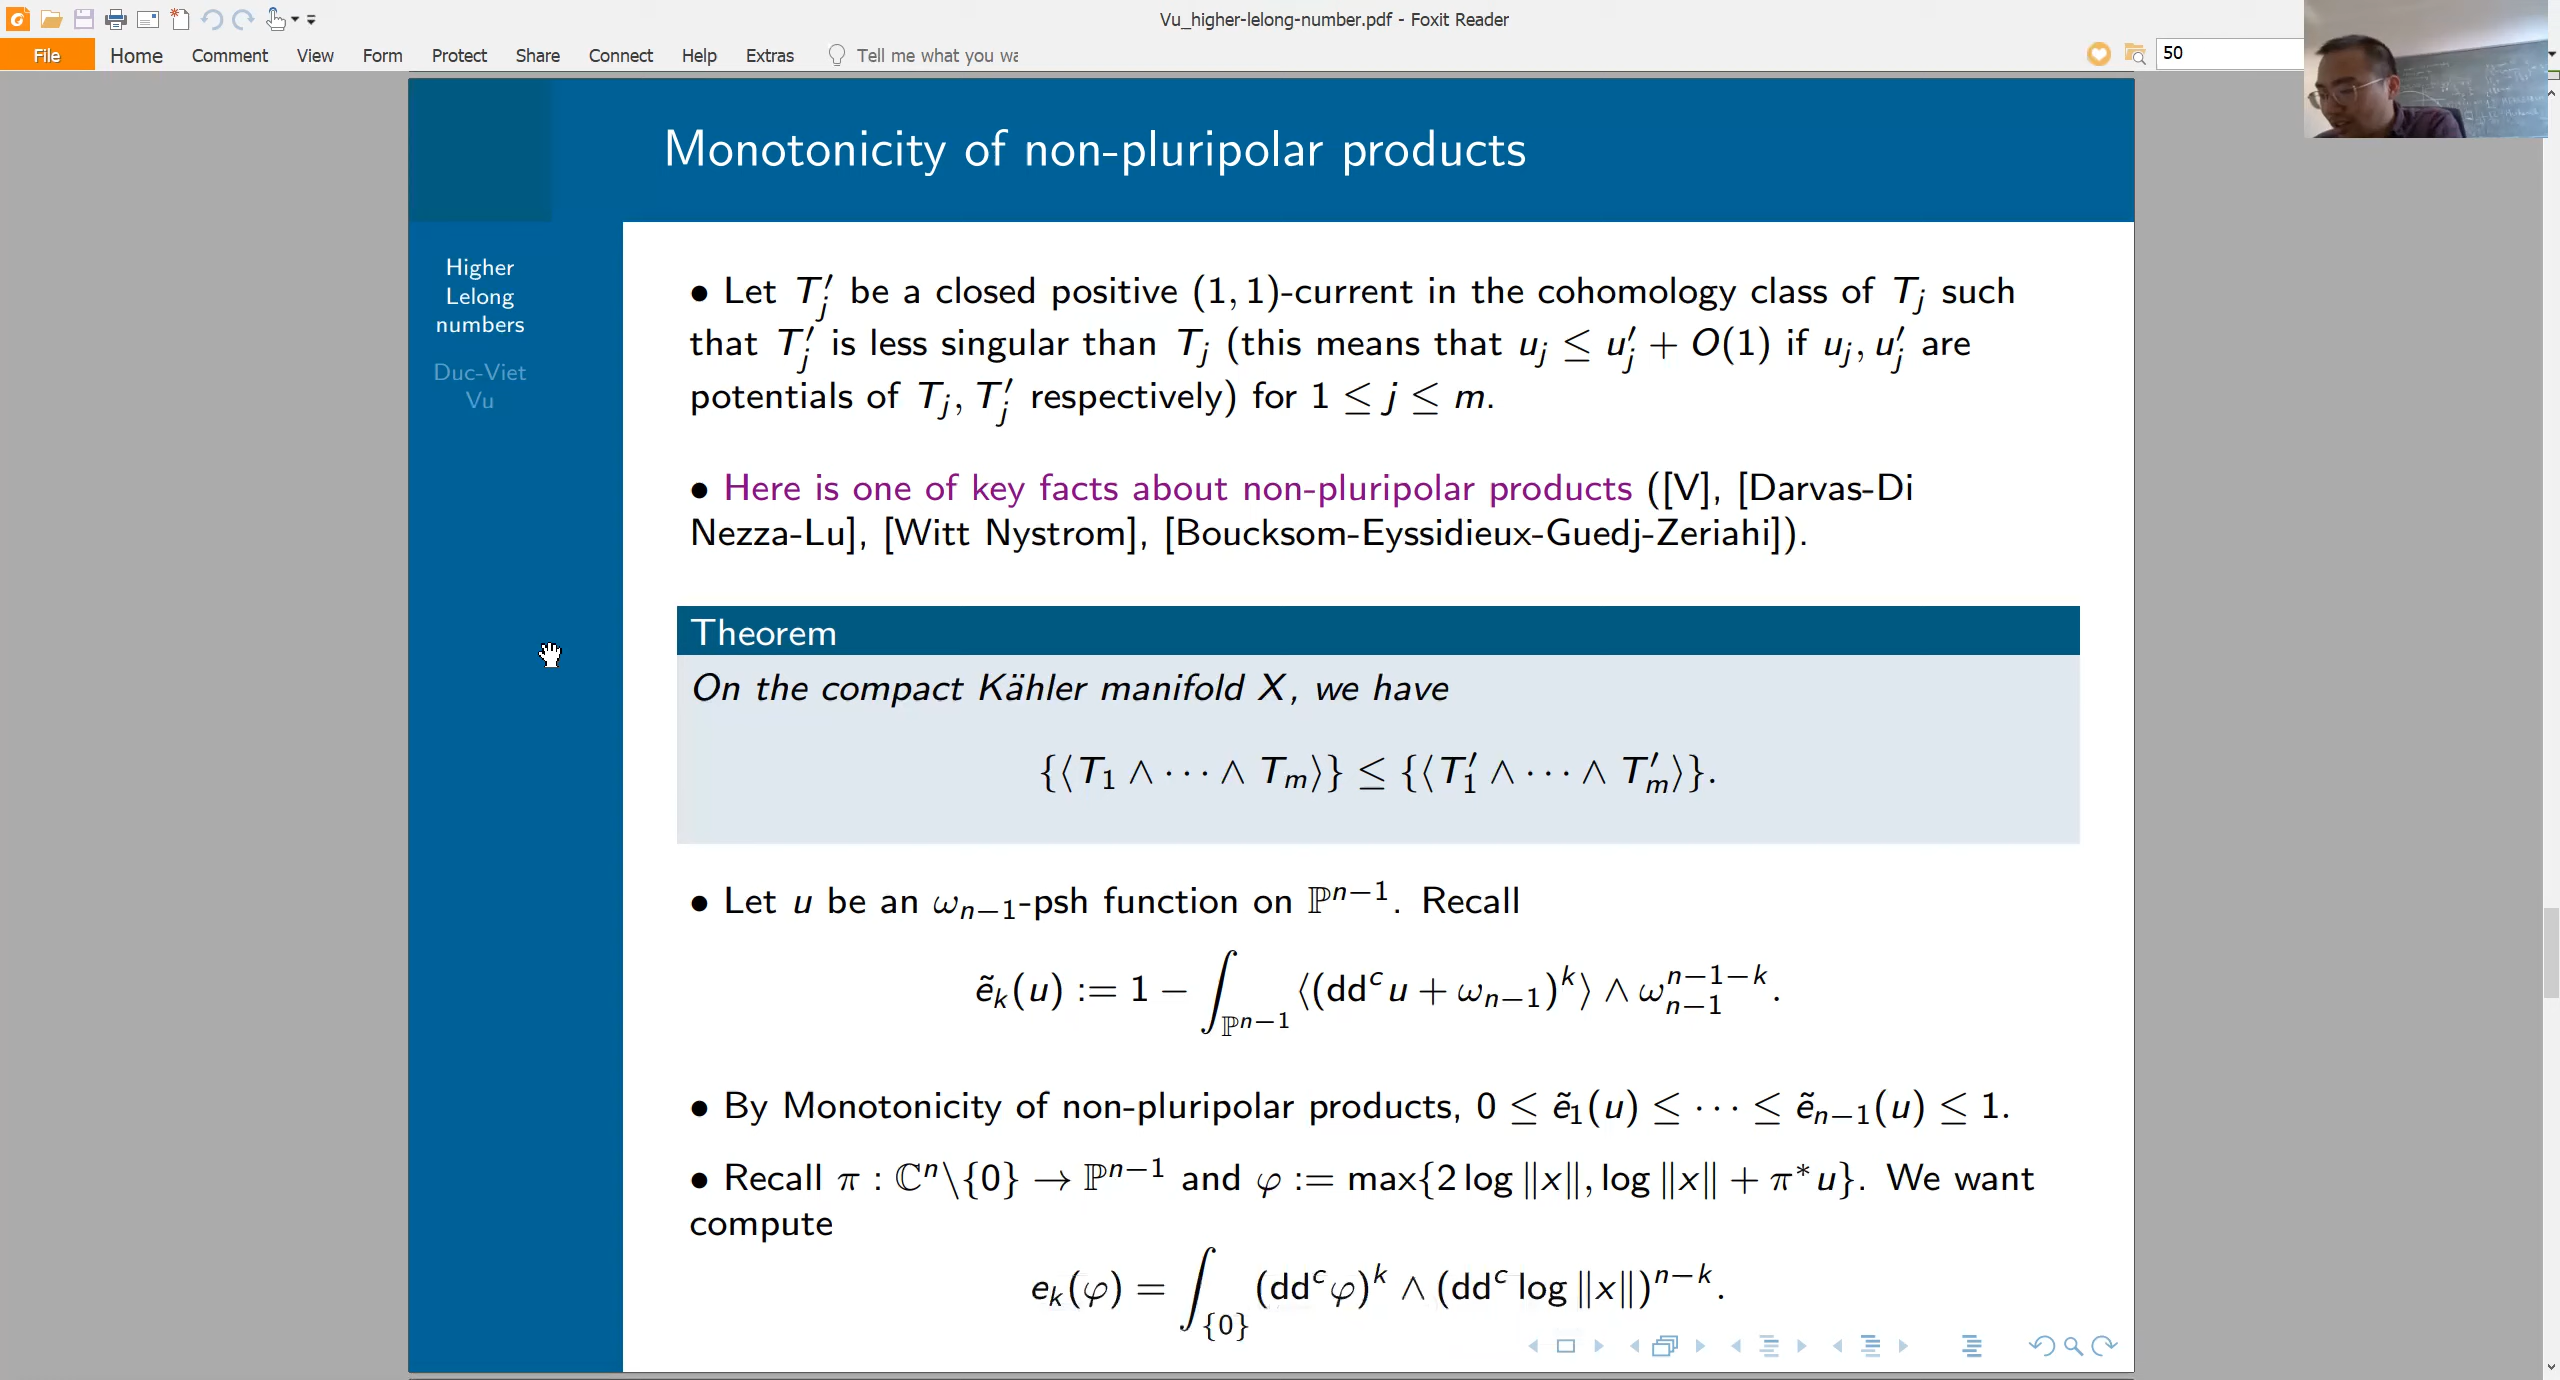 Vu_higher-lelong-number.pdf - Foxit Reader
File Home Comment View Form Protect Share Connect Help Extras Tell me what you wa
50
Monotonicity of non-pluripolar products
Higher
Lelong
numbers
Duc-Viet
Vu
• Let T′_j be a closed positive (1, 1)-current in the cohomology class of T_j such
that T′_j is less singular than T_j (this means that u_j ≤ u′_j + O(1) if u_j, u′_j are
potentials of T_j, T′_j respectively) for 1 ≤ j ≤ m.
• Here is one of key facts about non-pluripolar products ([V], [Darvas-Di
Nezza-Lu], [Witt Nystrom], [Boucksom-Eyssidieux-Guedj-Zeriahi]).
Theorem
On the compact Kähler manifold X, we have
{⟨T_1 ∧ · · · ∧ T_m⟩} ≤ {⟨T′_1 ∧ · · · ∧ T′_m⟩}.
• Let u be an ω_{n−1}-psh function on ℙ^{n−1}. Recall
ẽ_k(u) := 1 − ∫_{ℙ^{n−1}} ⟨(dd^c u + ω_{n−1})^k⟩ ∧ ω_{n−1}^{n−1−k}.
• By Monotonicity of non-pluripolar products, 0 ≤ ẽ_1(u) ≤ · · · ≤ ẽ_{n−1}(u) ≤ 1.
• Recall π : ℂ^n\{0} → ℙ^{n−1} and φ := max{2 log ‖x‖, log ‖x‖ + π*u}. We want
compute
e_k(φ) = ∫_{{0}} (dd^c φ)^k ∧ (dd^c log ‖x‖)^{n−k}.